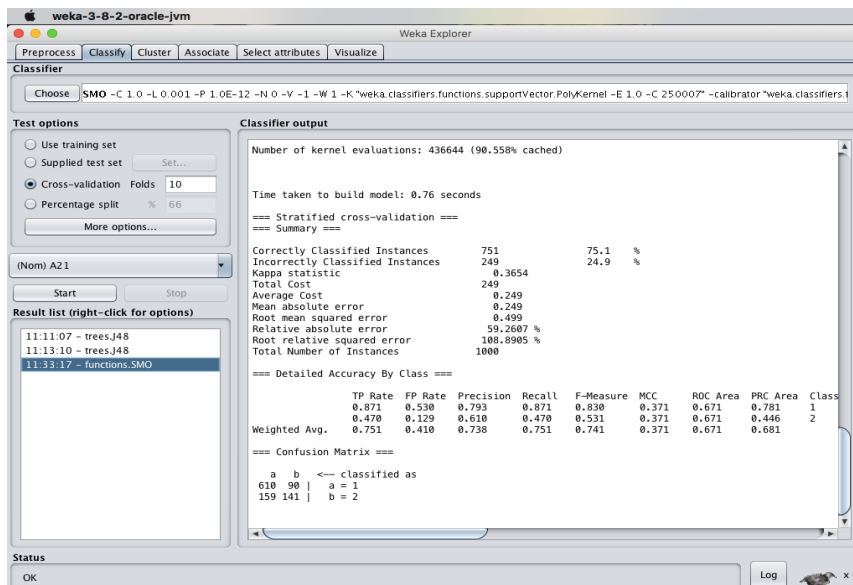 weka-3-8-2-oracle-jvm
Weka Explorer
Preprocess Classify Cluster Associate Select attributes Visualize
Classifier
Choose SMO -C 1.0 -L 0.001 -P 1.0E-12 -N 0 -V -1 -W 1 -K "weka.classifiers.functions.supportVector.PolyKernel -E 1.0 -C 250007" -calibrator "weka.classifiers.
Test options
Use training set
Supplied test set Set...
Cross-validation Folds 10
Percentage split % 66
More options...
(Nom) A21
Start Stop
Result list (right-click for options)
11:11:07 - trees.J48
11:13:10 - trees.J48
11:33:17 - functions.SMO
Classifier output
Number of kernel evaluations: 436644 (90.558% cached)
Time taken to build model: 0.76 seconds
=== Stratified cross-validation ===
=== Summary ===
Correctly Classified Instances 751 75.1 %
Incorrectly Classified Instances 249 24.9 %
Kappa statistic 0.3654
Total Cost 249
Average Cost 0.249
Mean absolute error 0.249
Root mean squared error 0.499
Relative absolute error 59.2607 %
Root relative squared error 108.8905 %
Total Number of Instances 1000
=== Detailed Accuracy By Class ===
TP Rate FP Rate Precision Recall F-Measure MCC ROC Area PRC Area Class
0.871 0.530 0.793 0.871 0.830 0.371 0.671 0.781 1
0.470 0.129 0.610 0.470 0.531 0.371 0.671 0.446 2
Weighted Avg. 0.751 0.410 0.738 0.751 0.741 0.371 0.671 0.681
=== Confusion Matrix ===
a b <-- classified as
610 90 | a = 1
159 141 | b = 2
Status
OK
Log
x 0